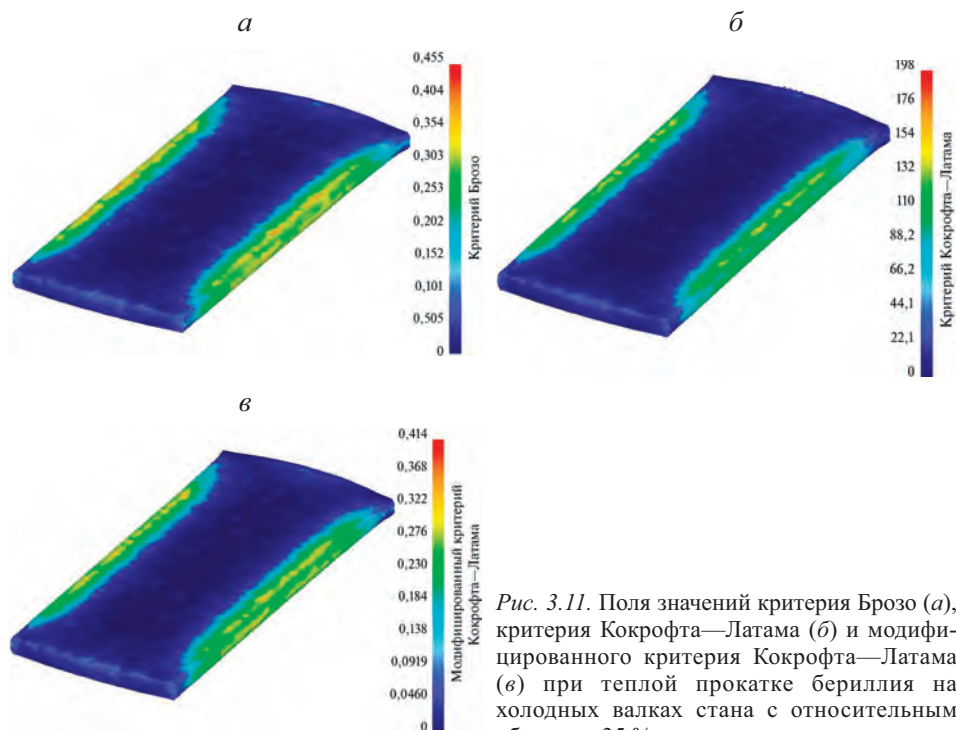 а
0,455
0,404
0,354
0,303
0,253
0,202
0,152
0,101
0,505
0
Критерий Брозо
б
198
176
154
132
110
88,2
66,2
44,1
22,1
0
Критерий Кокрофта—Латама
в
0,414
0,368
0,322
0,276
0,230
0,184
0,138
0,0919
0,0460
0
Модифицированный критерий
Кокрофта—Латама
Рис. 3.11. Поля значений критерия Брозо (а),
критерия Кокрофта—Латама (б) и модифи-
цированного критерия Кокрофта—Латама
(в) при теплой прокатке бериллия на
холодных валках стана с относительным